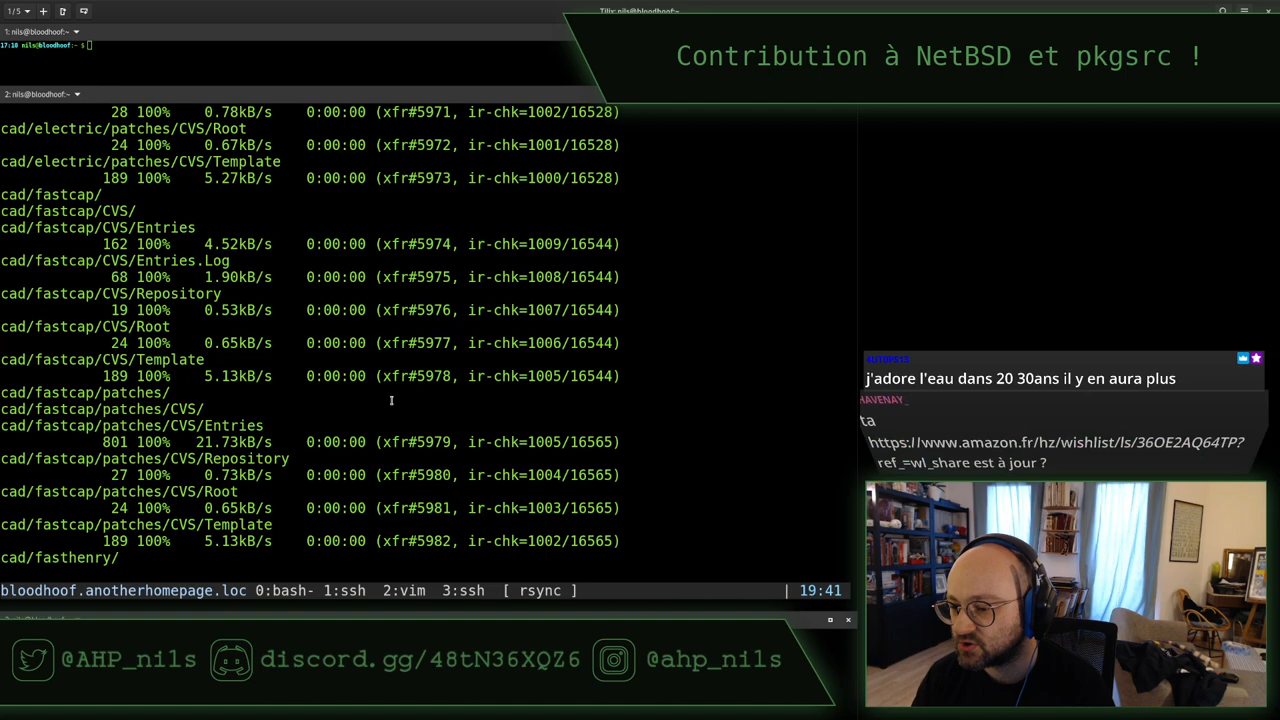 1/5
Tilix: nils@bloodhoof:~
1: nils@bloodhoof:~
17:18 nils@bloodhoof:~ $
Contribution à NetBSD et pkgsrc !
2: nils@bloodhoof:~
28 100% 0.78kB/s 0:00:00 (xfr#5971, ir-chk=1002/16528)
cad/electric/patches/CVS/Root
24 100% 0.67kB/s 0:00:00 (xfr#5972, ir-chk=1001/16528)
cad/electric/patches/CVS/Template
189 100% 5.27kB/s 0:00:00 (xfr#5973, ir-chk=1000/16528)
cad/fastcap/
cad/fastcap/CVS/
cad/fastcap/CVS/Entries
162 100% 4.52kB/s 0:00:00 (xfr#5974, ir-chk=1009/16544)
cad/fastcap/CVS/Entries.Log
68 100% 1.90kB/s 0:00:00 (xfr#5975, ir-chk=1008/16544)
cad/fastcap/CVS/Repository
19 100% 0.53kB/s 0:00:00 (xfr#5976, ir-chk=1007/16544)
cad/fastcap/CVS/Root
24 100% 0.65kB/s 0:00:00 (xfr#5977, ir-chk=1006/16544)
cad/fastcap/CVS/Template
189 100% 5.13kB/s 0:00:00 (xfr#5978, ir-chk=1005/16544)
cad/fastcap/patches/
cad/fastcap/patches/CVS/
cad/fastcap/patches/CVS/Entries
801 100% 21.73kB/s 0:00:00 (xfr#5979, ir-chk=1005/16565)
cad/fastcap/patches/CVS/Repository
27 100% 0.73kB/s 0:00:00 (xfr#5980, ir-chk=1004/16565)
cad/fastcap/patches/CVS/Root
24 100% 0.65kB/s 0:00:00 (xfr#5981, ir-chk=1003/16565)
cad/fastcap/patches/CVS/Template
189 100% 5.13kB/s 0:00:00 (xfr#5982, ir-chk=1002/16565)
cad/fasthenry/
bloodhoof.anotherhomepage.loc 0:bash- 1:ssh 2:vim 3:ssh [ rsync ] | 19:41
j'adore l'eau dans 20 30ans il y en aura plus
HAVENAY_
ta
https://www.amazon.fr/hz/wishlist/ls/36OE2AQ64TP?
ref_=wl_share est à jour ?
@AHP_nils discord.gg/48tN36XQZ6 @ahp_nils